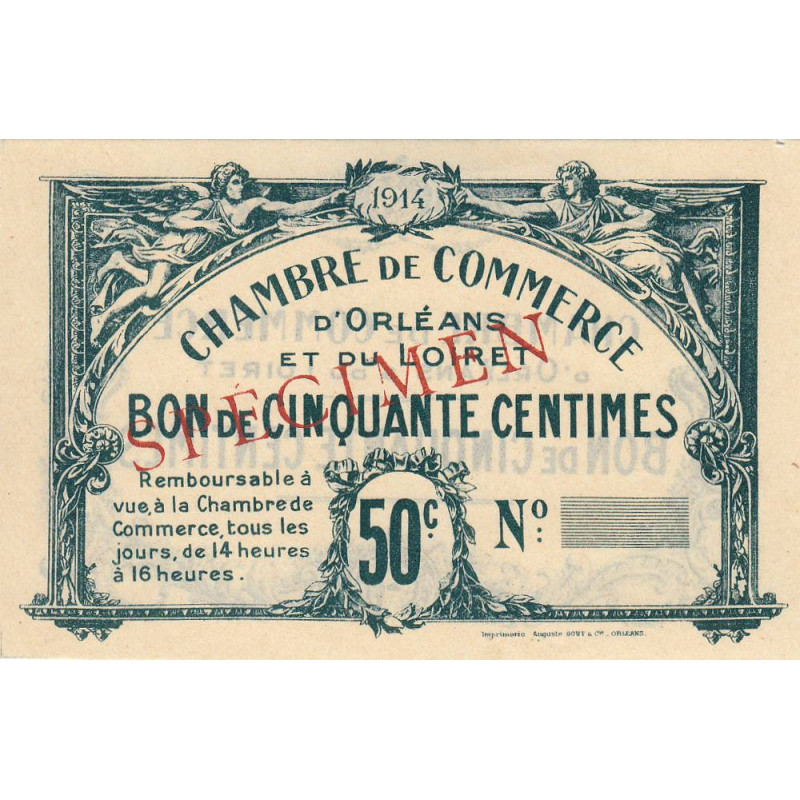 1914
CHAMBRE DE COMMERCE
D'ORLÉANS
ET DU LOIRET
SPÉCIMEN
BON DE CINQUANTE CENTIMES
Remboursable à
vue, à la Chambre de
Commerce, tous les
jours, de 14 heures
à 16 heures.
50c.
No:
Imprimerie Auguste GOUT & Cie, ORLÉANS.